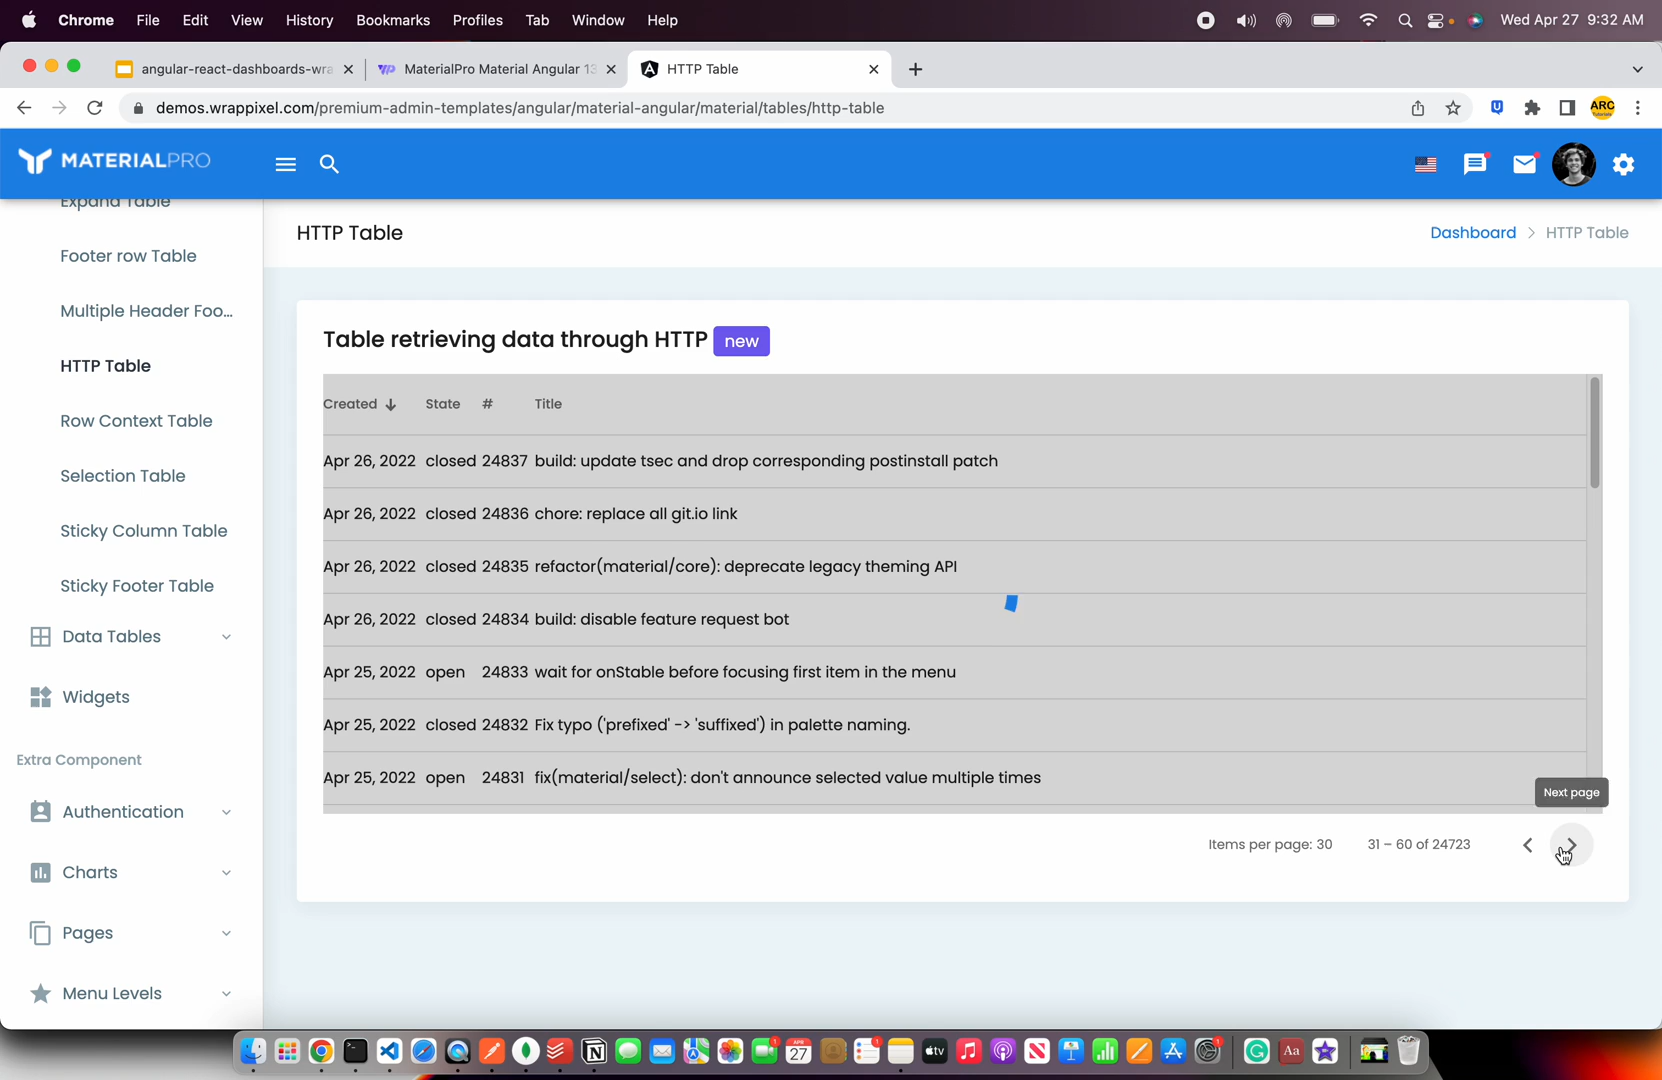 Chrome File Edit View History Bookmarks Profiles Tab Window Help Wed Apr 27 9:32 AM
angular-react-dashboards-wra MaterialPro Material Angular 13 HTTP Table
demos.wrappixel.com/premium-admin-templates/angular/material-angular/material/tables/http-table ARC
MATERIALPRO
Expand Table
Footer row Table
Multiple Header Foo...
HTTP Table
Row Context Table
Selection Table
Sticky Column Table
Sticky Footer Table
Data Tables
Widgets
Extra Component
Authentication
Charts
Pages
Menu Levels
HTTP Table Dashboard > HTTP Table
Table retrieving data through HTTP new
Created State # Title
Apr 26, 2022 closed 24837 build: update tsec and drop corresponding postinstall patch
Apr 26, 2022 closed 24836 chore: replace all git.io link
Apr 26, 2022 closed 24835 refactor(material/core): deprecate legacy theming API
Apr 26, 2022 closed 24834 build: disable feature request bot
Apr 25, 2022 open 24833 wait for onStable before focusing first item in the menu
Apr 25, 2022 closed 24832 Fix typo ('prefixed' -> 'suffixed') in palette naming.
Apr 25, 2022 open 24831 fix(material/select): don't announce selected value multiple times
Next page
Items per page: 30 31 – 60 of 24723
1 APR 27 1 tv 1 Aa